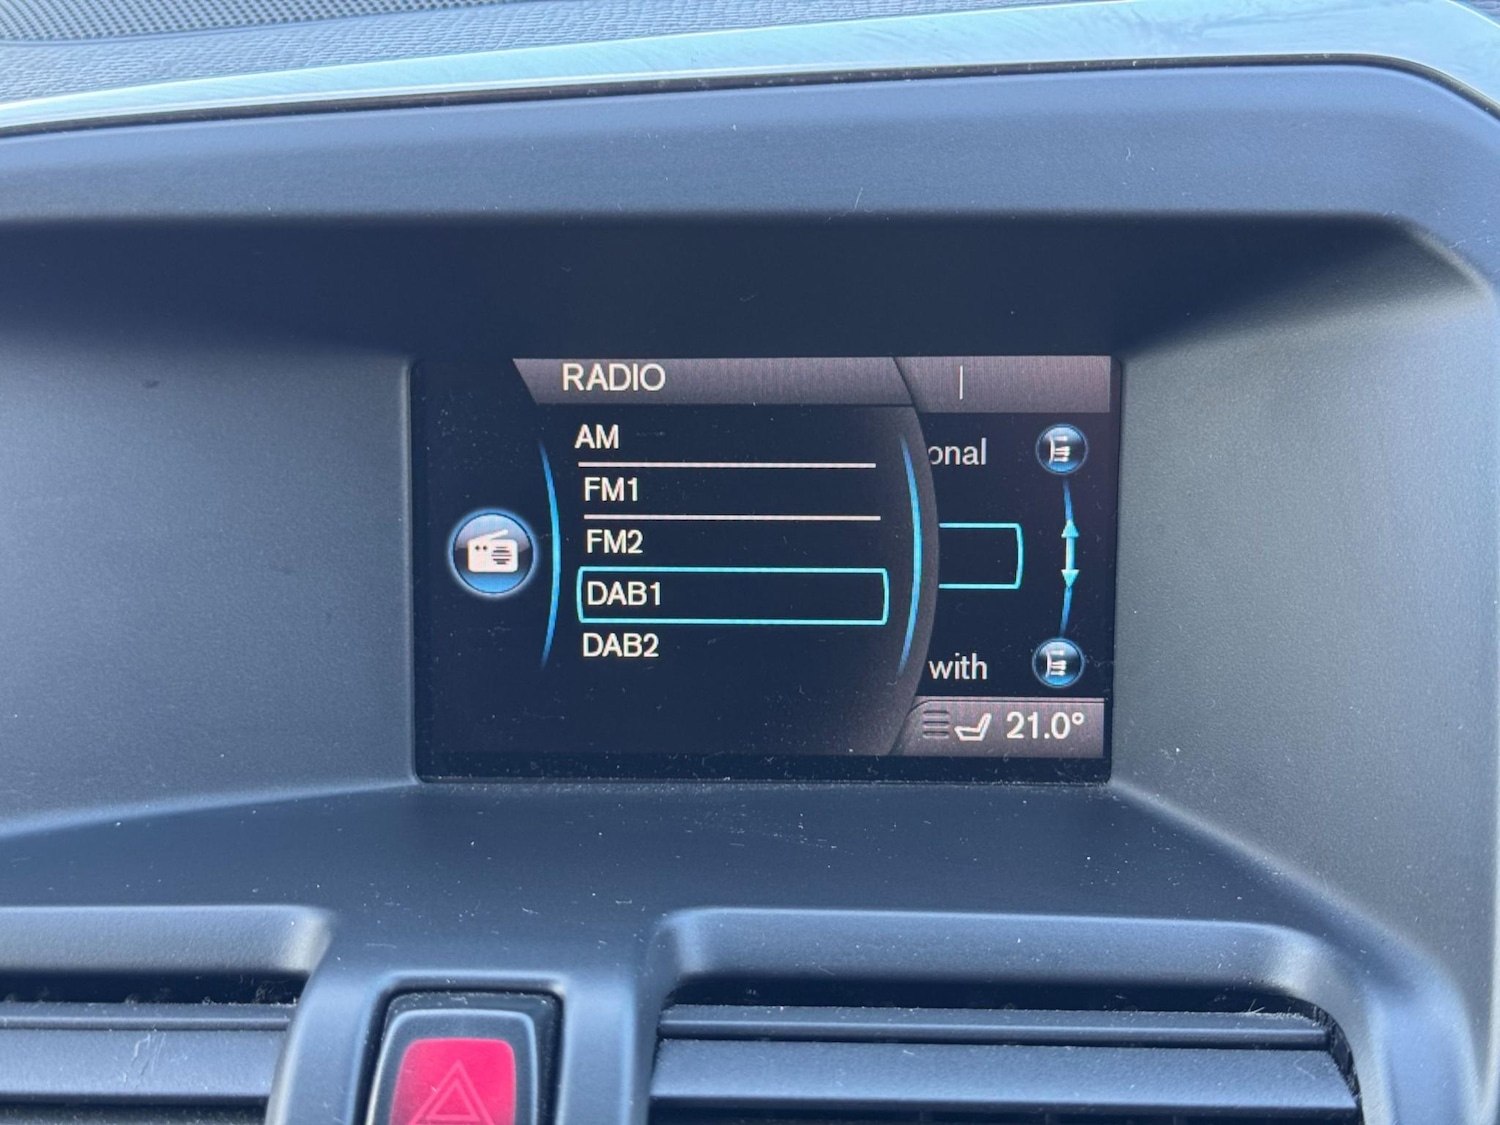 RADIO
AM
FM1
FM2
DAB1
DAB2
onal
with
21.0°